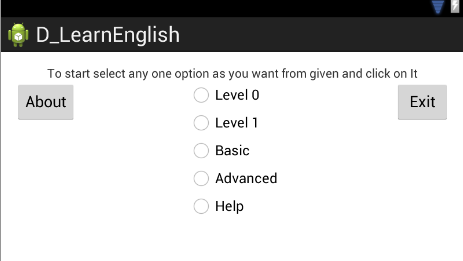 D_LearnEnglish
To start select any one option as you want from given and click on It
About
Level 0
Exit
Level 1
Basic
Advanced
Help